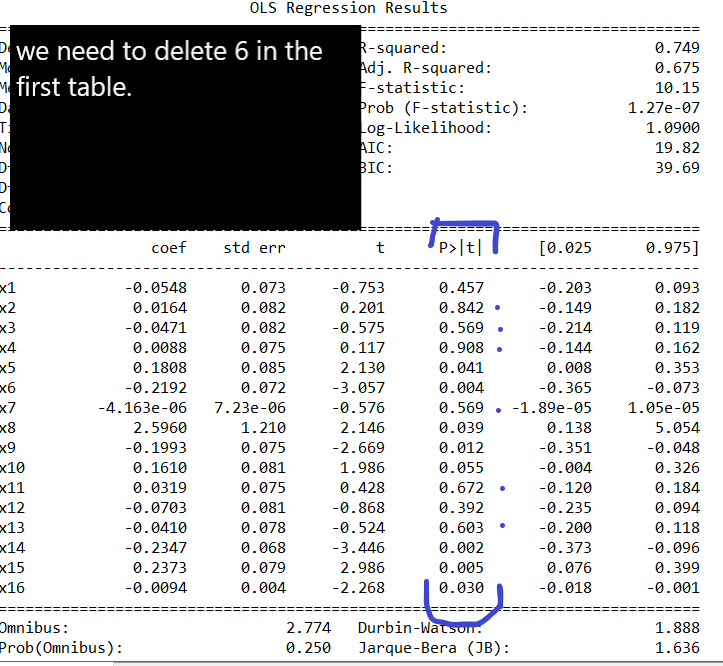 OLS Regression Results
==============================================================================
we need to delete 6 in the
first table.
R-squared: 0.749
Adj. R-squared: 0.675
F-statistic: 10.15
Prob (F-statistic): 1.27e-07
Log-Likelihood: 1.0900
AIC: 19.82
BIC: 39.69
==============================================================================
coef std err t P>|t| [0.025 0.975]
------------------------------------------------------------------------------
x1 -0.0548 0.073 -0.753 0.457 -0.203 0.093
x2 0.0164 0.082 0.201 0.842 -0.149 0.182
x3 -0.0471 0.082 -0.575 0.569 -0.214 0.119
x4 0.0088 0.075 0.117 0.908 -0.144 0.162
x5 0.1808 0.085 2.130 0.041 0.008 0.353
x6 -0.2192 0.072 -3.057 0.004 -0.365 -0.073
x7 -4.163e-06 7.23e-06 -0.576 0.569 -1.89e-05 1.05e-05
x8 2.5960 1.210 2.146 0.039 0.138 5.054
x9 -0.1993 0.075 -2.669 0.012 -0.351 -0.048
x10 0.1610 0.081 1.986 0.055 -0.004 0.326
x11 0.0319 0.075 0.428 0.672 -0.120 0.184
x12 -0.0703 0.081 -0.868 0.392 -0.235 0.094
x13 -0.0410 0.078 -0.524 0.603 -0.200 0.118
x14 -0.2347 0.068 -3.446 0.002 -0.373 -0.096
x15 0.2373 0.079 2.986 0.005 0.076 0.399
x16 -0.0094 0.004 -2.268 0.030 -0.018 -0.001
==============================================================================
Omnibus: 2.774 Durbin-Watson: 1.888
Prob(Omnibus): 0.250 Jarque-Bera (JB): 1.636